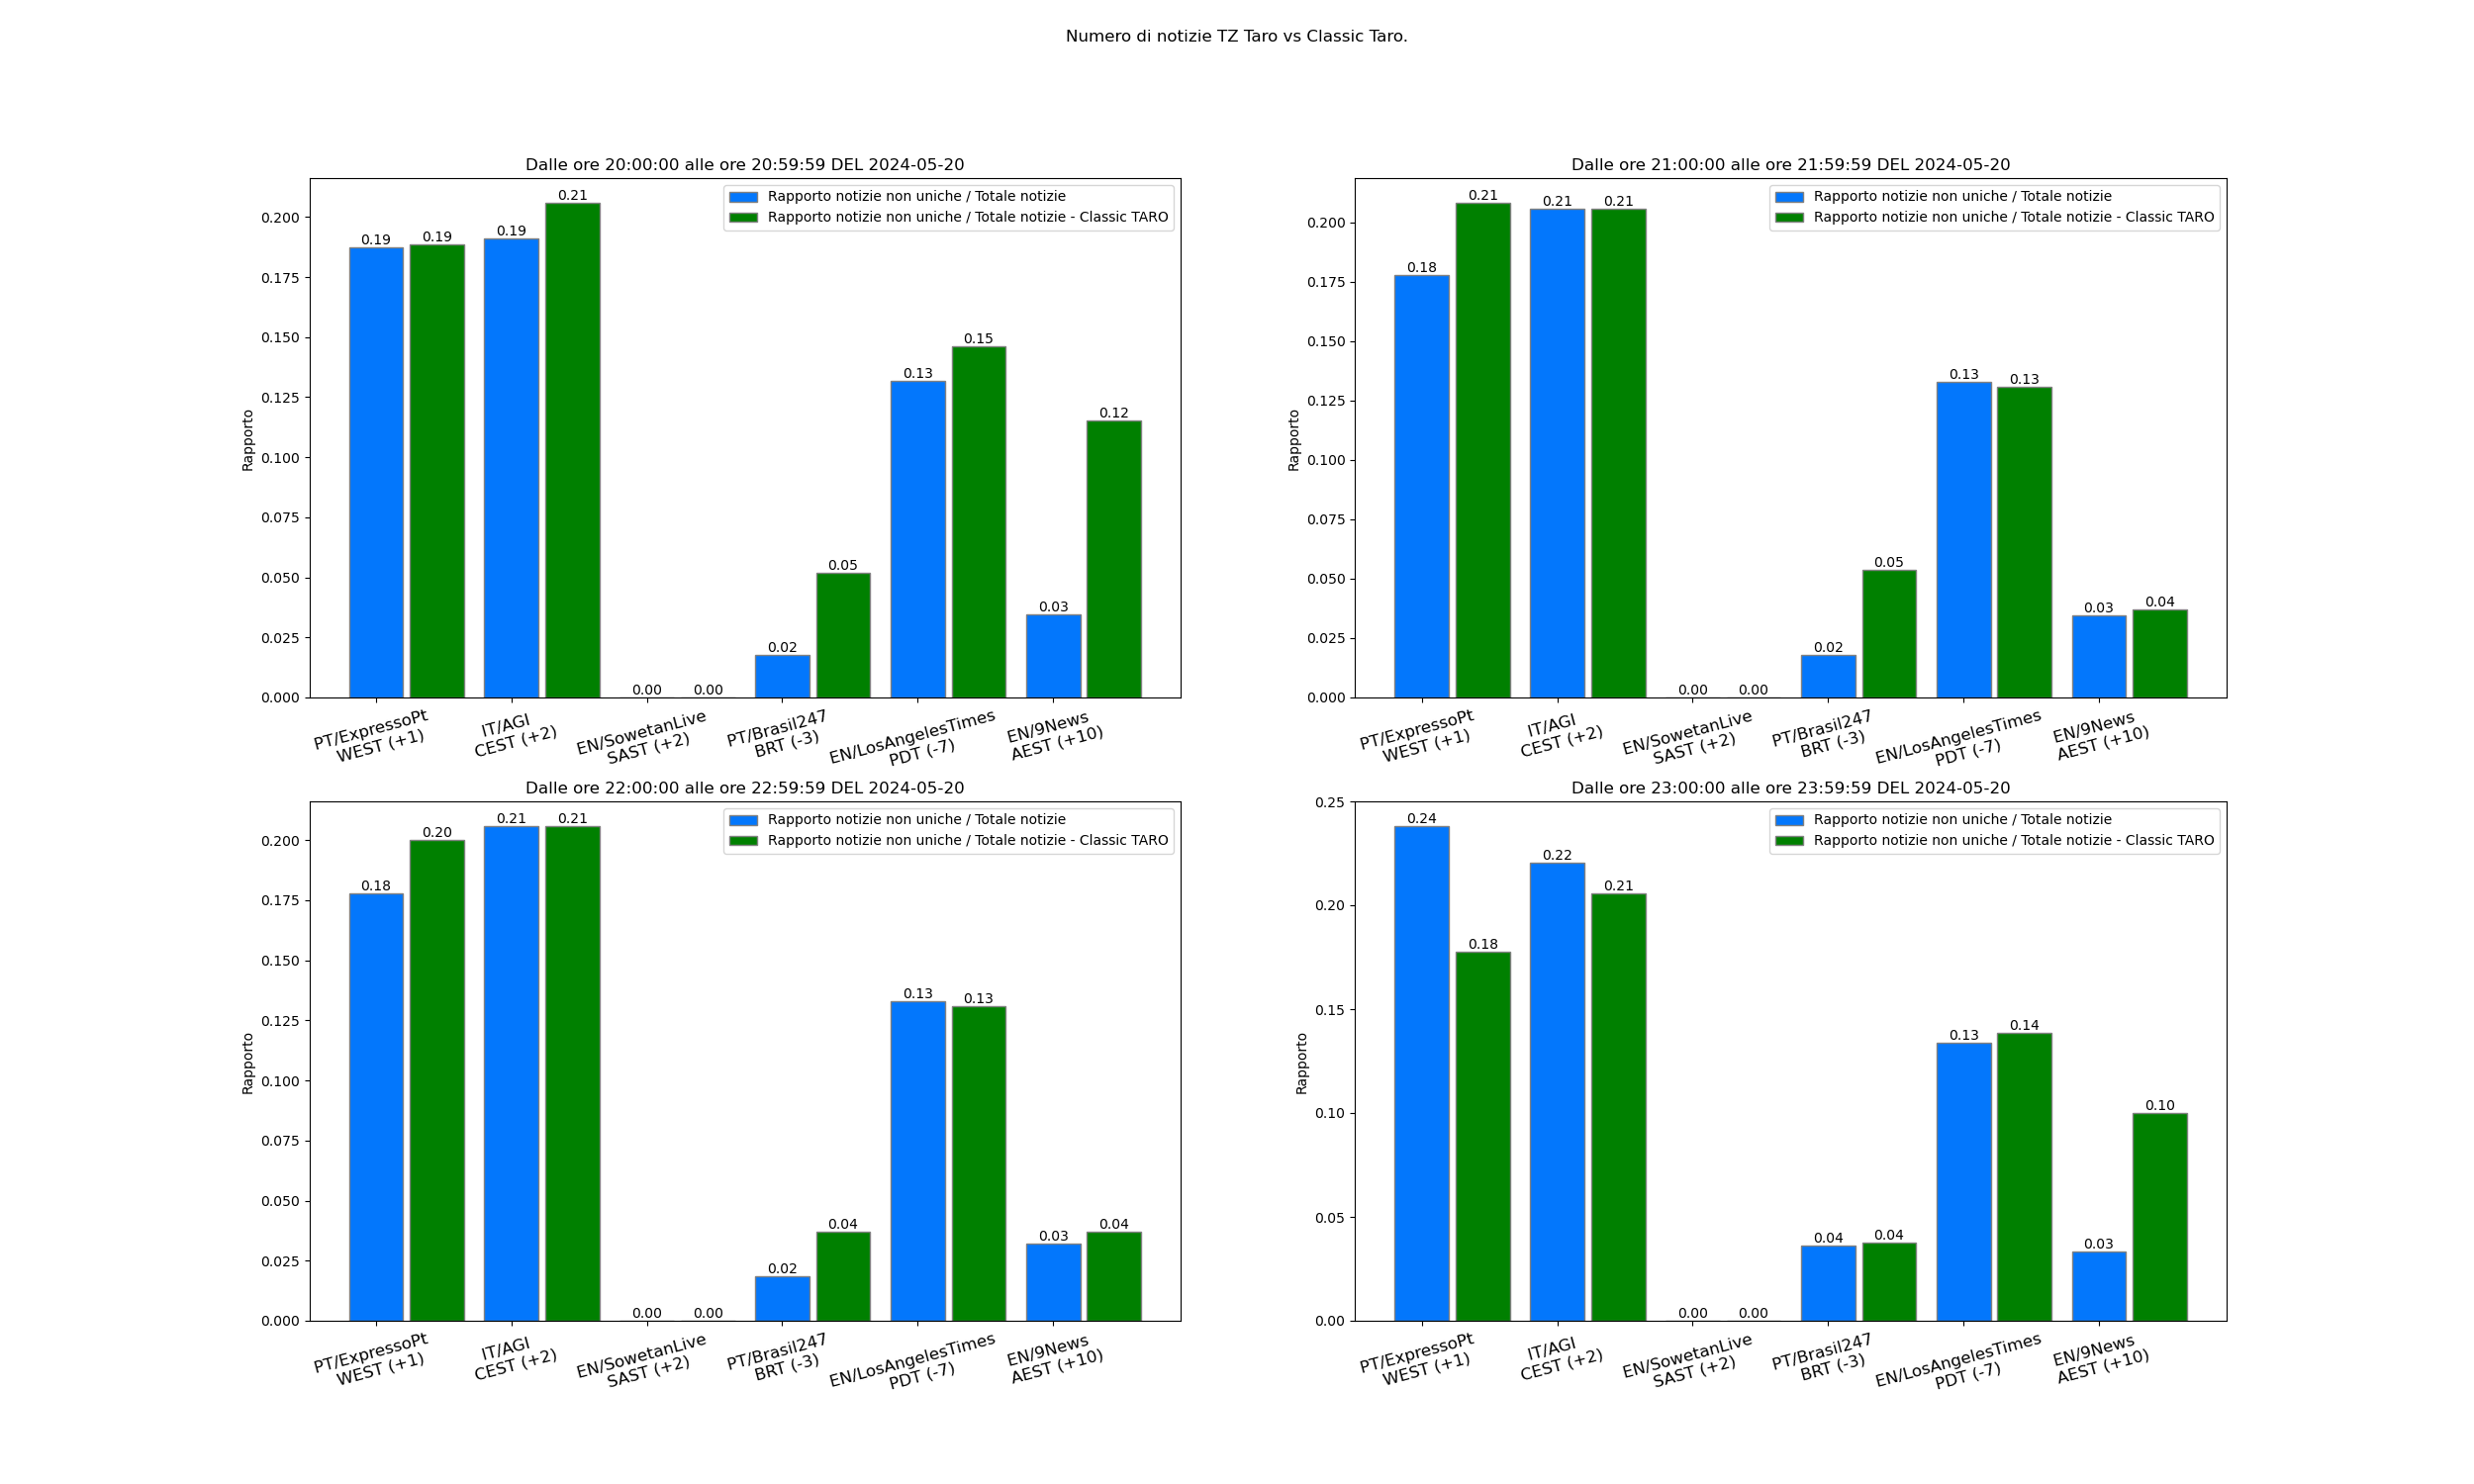 Numero di notizie TZ Taro vs Classic Taro.
Dalle ore 20:00:00 alle ore 20:59:59 DEL 2024-05-20
Rapporto notizie non uniche / Totale notizie
Rapporto notizie non uniche / Totale notizie - Classic TARO
Rapporto
0.200
0.175
0.150
0.125
0.100
0.075
0.050
0.025
0.000
0.19
0.19
0.19
0.21
0.00
0.00
0.02
0.05
0.13
0.15
0.03
0.12
PT/ExpressoPt
WEST (+1)
IT/AGI
CEST (+2)
EN/SowetanLive
SAST (+2)
PT/Brasil247
BRT (-3)
EN/LosAngelesTimes
PDT (-7)
EN/9News
AEST (+10)
Dalle ore 21:00:00 alle ore 21:59:59 DEL 2024-05-20
Rapporto notizie non uniche / Totale notizie
Rapporto notizie non uniche / Totale notizie - Classic TARO
Rapporto
0.200
0.175
0.150
0.125
0.100
0.075
0.050
0.025
0.000
0.18
0.21
0.21
0.21
0.00
0.00
0.02
0.05
0.13
0.13
0.03
0.04
PT/ExpressoPt
WEST (+1)
IT/AGI
CEST (+2)
EN/SowetanLive
SAST (+2)
PT/Brasil247
BRT (-3)
EN/LosAngelesTimes
PDT (-7)
EN/9News
AEST (+10)
Dalle ore 22:00:00 alle ore 22:59:59 DEL 2024-05-20
Rapporto notizie non uniche / Totale notizie
Rapporto notizie non uniche / Totale notizie - Classic TARO
Rapporto
0.200
0.175
0.150
0.125
0.100
0.075
0.050
0.025
0.000
0.18
0.20
0.21
0.21
0.00
0.00
0.02
0.04
0.13
0.13
0.03
0.04
PT/ExpressoPt
WEST (+1)
IT/AGI
CEST (+2)
EN/SowetanLive
SAST (+2)
PT/Brasil247
BRT (-3)
EN/LosAngelesTimes
PDT (-7)
EN/9News
AEST (+10)
Dalle ore 23:00:00 alle ore 23:59:59 DEL 2024-05-20
Rapporto notizie non uniche / Totale notizie
Rapporto notizie non uniche / Totale notizie - Classic TARO
Rapporto
0.25
0.20
0.15
0.10
0.05
0.00
0.24
0.18
0.22
0.21
0.00
0.00
0.04
0.04
0.13
0.14
0.03
0.10
PT/ExpressoPt
WEST (+1)
IT/AGI
CEST (+2)
EN/SowetanLive
SAST (+2)
PT/Brasil247
BRT (-3)
EN/LosAngelesTimes
PDT (-7)
EN/9News
AEST (+10)